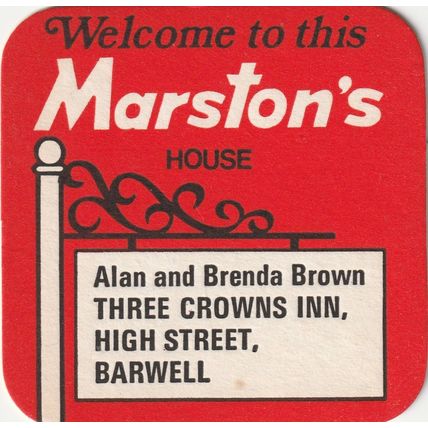 Welcome to this
Marston's
HOUSE
Alan and Brenda Brown
THREE CROWNS INN,
HIGH STREET,
BARWELL